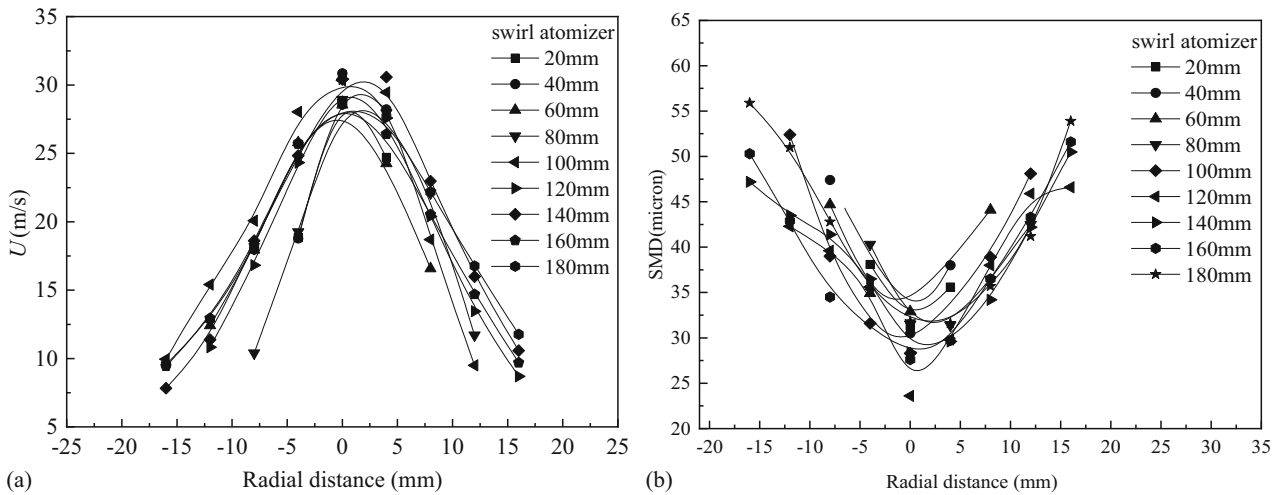 35
30
25
20
15
10
5
U(m/s)
-25 -20 -15 -10 -5 0 5 10 15 20 25
Radial distance (mm)
(a)
swirl atomizer
20mm
40mm
60mm
80mm
100mm
120mm
140mm
160mm
180mm
65
60
55
50
45
40
35
30
25
20
SMD(micron)
-20 -15 -10 -5 0 5 10 15 20 25 30 35
Radial distance (mm)
(b)
swirl atomizer
20mm
40mm
60mm
80mm
100mm
120mm
140mm
160mm
180mm